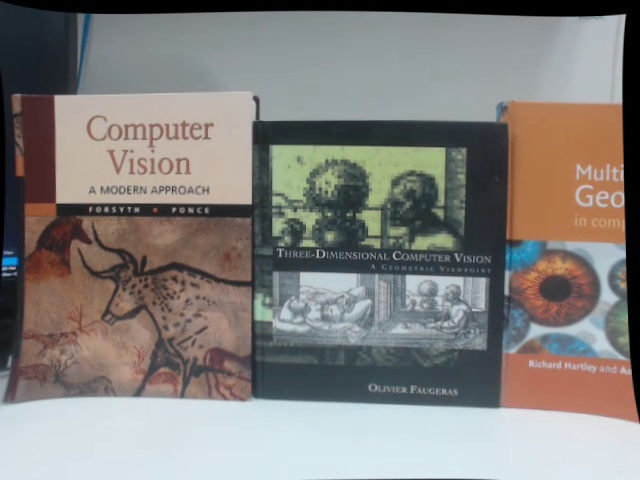 Computer
Vision
A MODERN APPROACH
FORSYTH PONCE
THREE-DIMENSIONAL COMPUTER VISION
A GEOMETRIC VIEWPOINT
OLIVIER FAUGERAS
Multi
Geo
in comp
Richard Hartley and